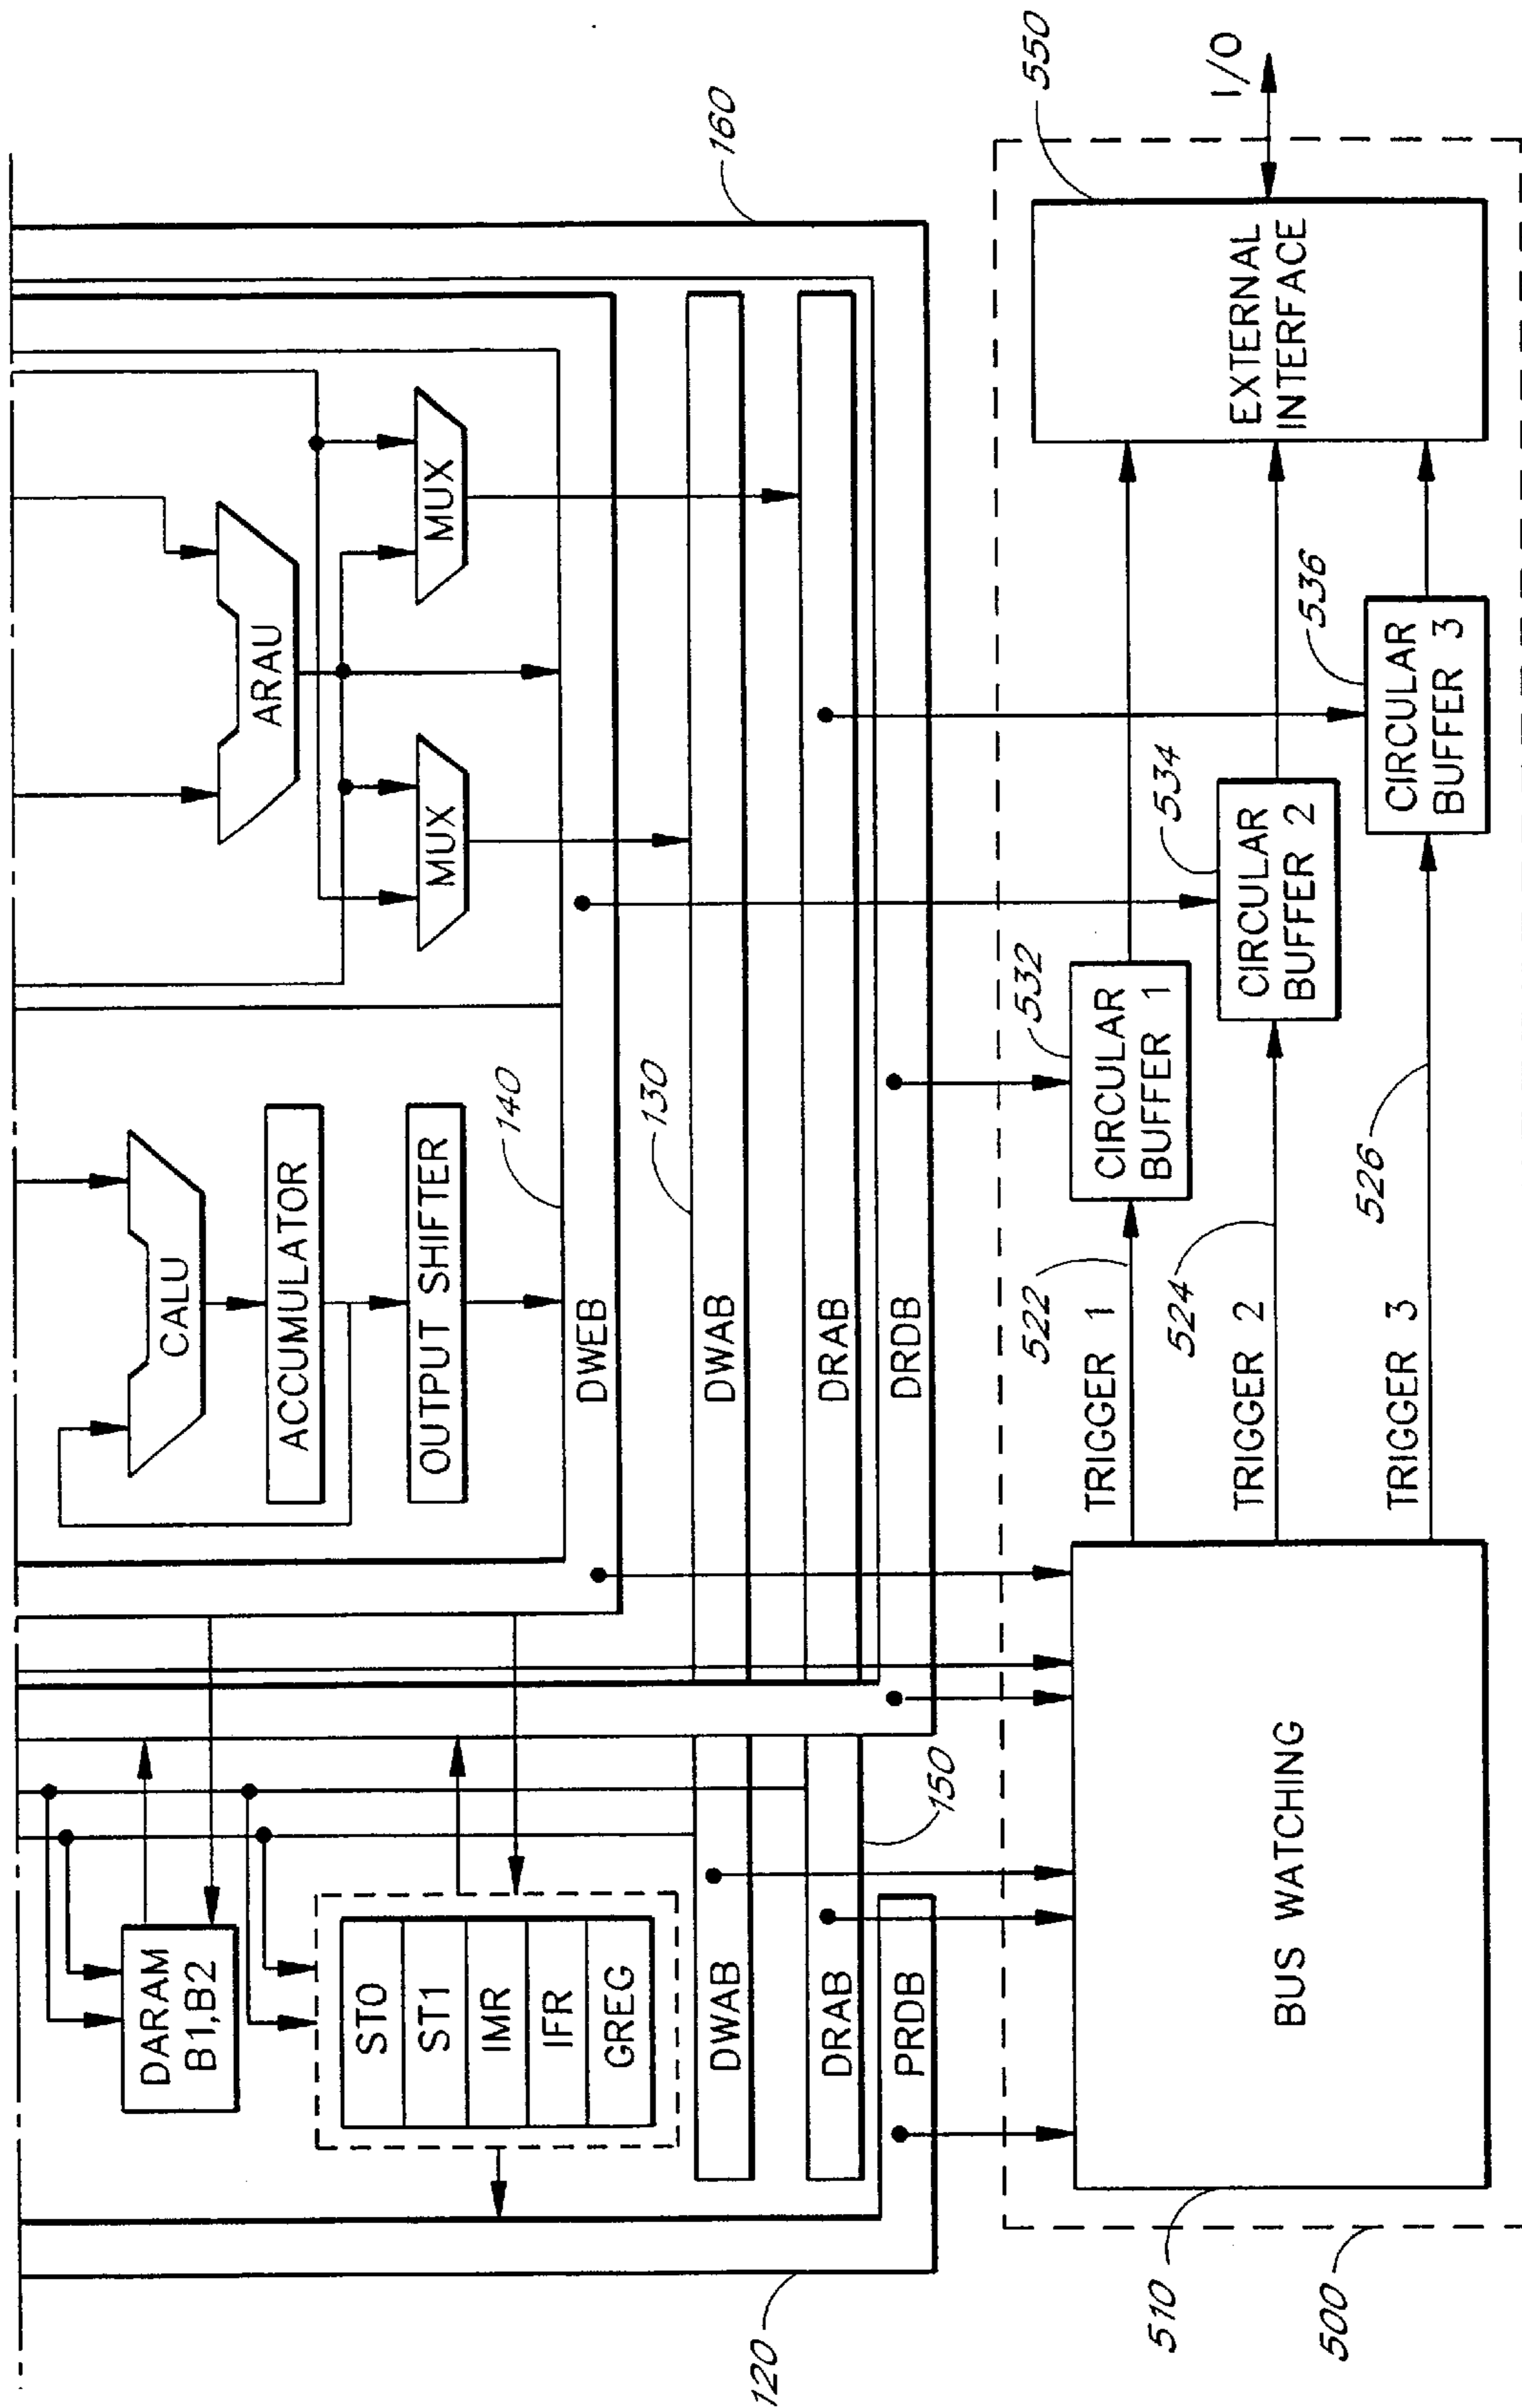 DARAM
B1,B2
ST0
ST1
IMR
IFR
GREG
CALU
ACCUMULATOR
OUTPUT SHIFTER
ARAU
MUX
MUX
140
DWEB
DWAB
DWAB
130
DRAB
DRAB
PRDB
DRDB
150
160
120
BUS WATCHING
510
500
TRIGGER 1
522
TRIGGER 2
524
TRIGGER 3
526
CIRCULAR
BUFFER 1
532
CIRCULAR
BUFFER 2
534
CIRCULAR
BUFFER 3
536
EXTERNAL
INTERFACE
550
I/O